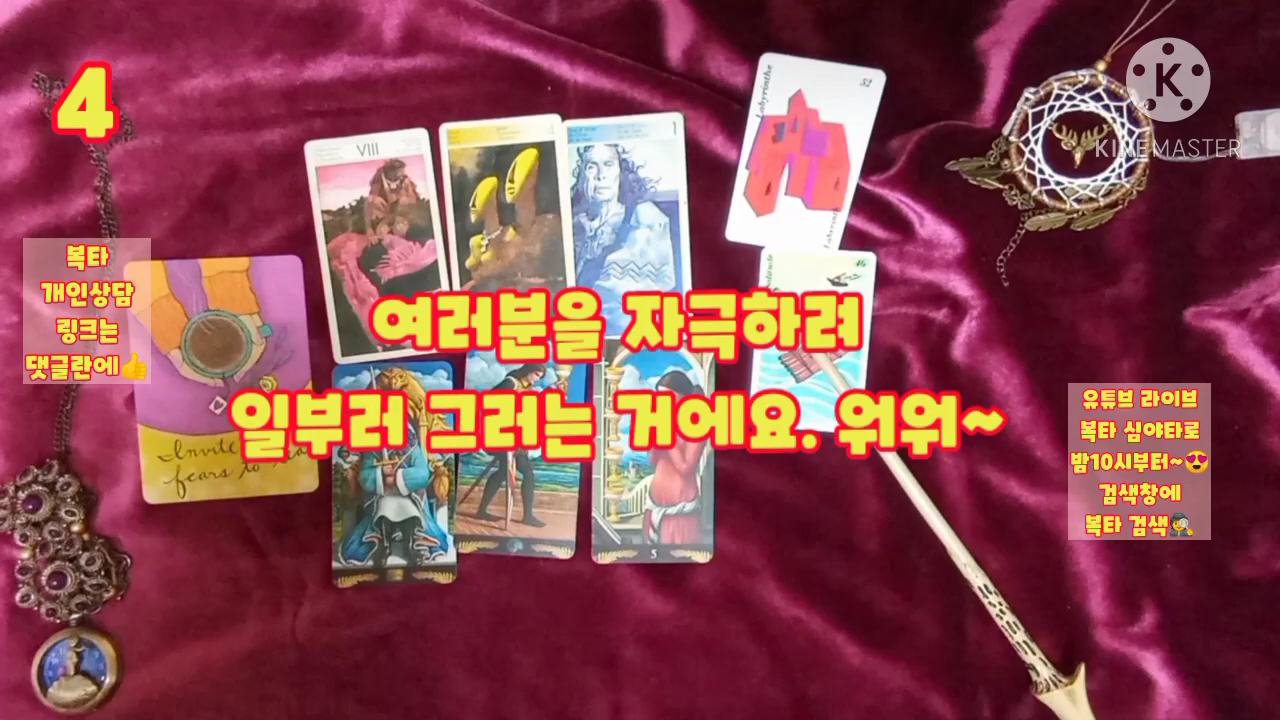 4
K
KINEMASTER
복타
개인상담
링크는
댓글란에👍
여러분을 자극하려
일부러 그러는 거에요. 워워~
유튜브 라이브
복타 심야타로
밤10시부터~😍
검색창에
복타 검색🕵
VIII
1
Labyrinthe
Invite
fears to
5